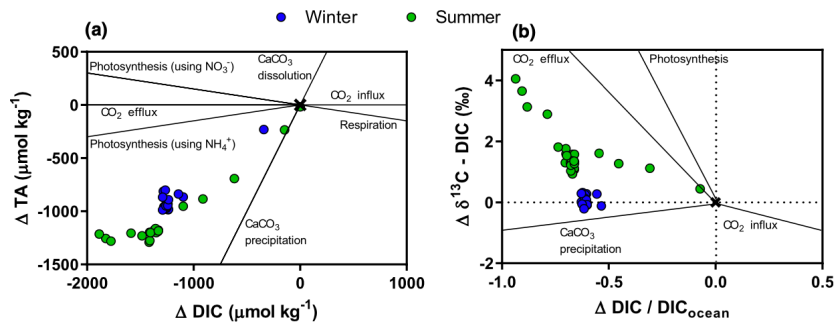 Winter
Summer
(a)
500
0
-500
-1000
-1500
Δ TA (μmol kg⁻¹)
Photosynthesis (using NO₃⁻)
CaCO₃
dissolution
CO₂ efflux
CO₂ influx
Respiration
Photosynthesis (using NH₄⁺)
CaCO₃
precipitation
-2000
-1000
0
1000
Δ DIC (μmol kg⁻¹)
(b)
4
2
0
-2
Δ δ¹³C - DIC (‰)
CO₂
efflux
Photosynthesis
CaCO₃
precipitation
CO₂ influx
-1.0
-0.5
0.0
0.5
Δ DIC / DICocean